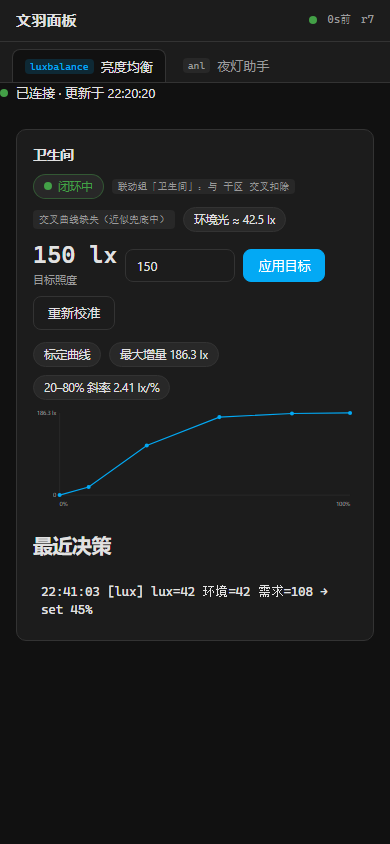 文羽面板
0s前 r7
luxbalance 亮度均衡 anl 夜灯助手
已连接 · 更新于 22:20:20
卫生间
闭环中 联动组「卫生间」: 与 干区 交叉扣除
交叉曲线缺失（近似兜底中） 环境光 ≈ 42.5 lx
150 lx 150 应用目标
目标照度
重新校准
标定曲线 最大增量 186.3 lx
20–80% 斜率 2.41 lx/%
186.3 lx
0
0% 100%
最近决策
22:41:03 [lux] lux=42 环境=42 需求=108 →
set 45%